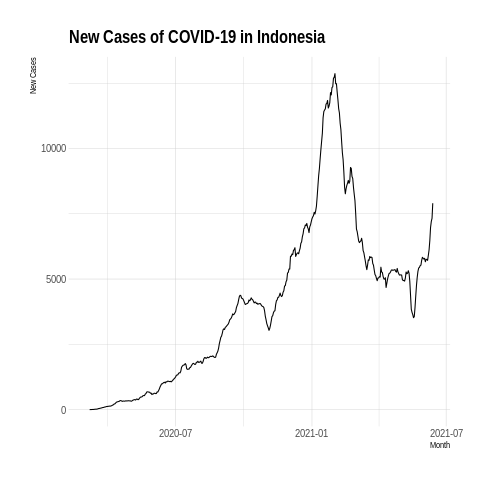 New Cases of COVID-19 in Indonesia
New Cases
10000
5000
0
2020-07
2021-01
2021-07
Month